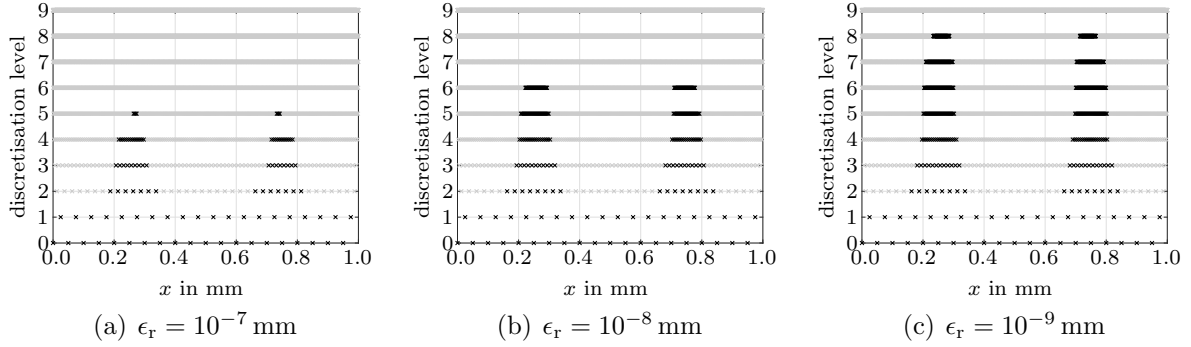 9 9 9
8 8 8
7 7 7
6 6 6
5 5 5
4 4 4
3 3 3
2 2 2
1 1 1
0 0 0
discretisation level discretisation level discretisation level
0.0 0.2 0.4 0.6 0.8 1.0 0.0 0.2 0.4 0.6 0.8 1.0 0.0 0.2 0.4 0.6 0.8 1.0
x in mm x in mm x in mm
(a) ϵᵣ = 10⁻⁷ mm (b) ϵᵣ = 10⁻⁸ mm (c) ϵᵣ = 10⁻⁹ mm